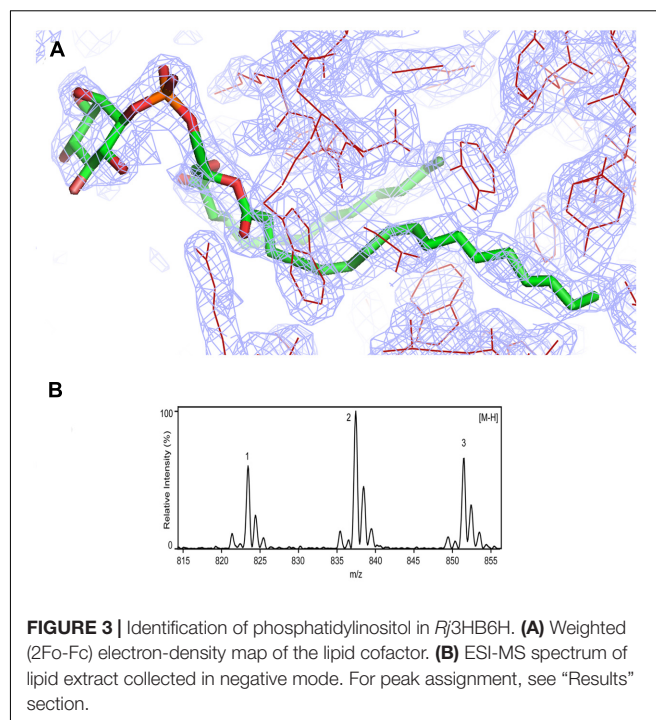 A
B
100
0
Relative Intensity (%)
1
2
3
[M-H]
815 820 825 830 835 840 845 850 855
m/z
FIGURE 3 | Identification of phosphatidylinositol in Rj3HB6H. (A) Weighted
(2Fo-Fc) electron-density map of the lipid cofactor. (B) ESI-MS spectrum of
lipid extract collected in negative mode. For peak assignment, see “Results”
section.